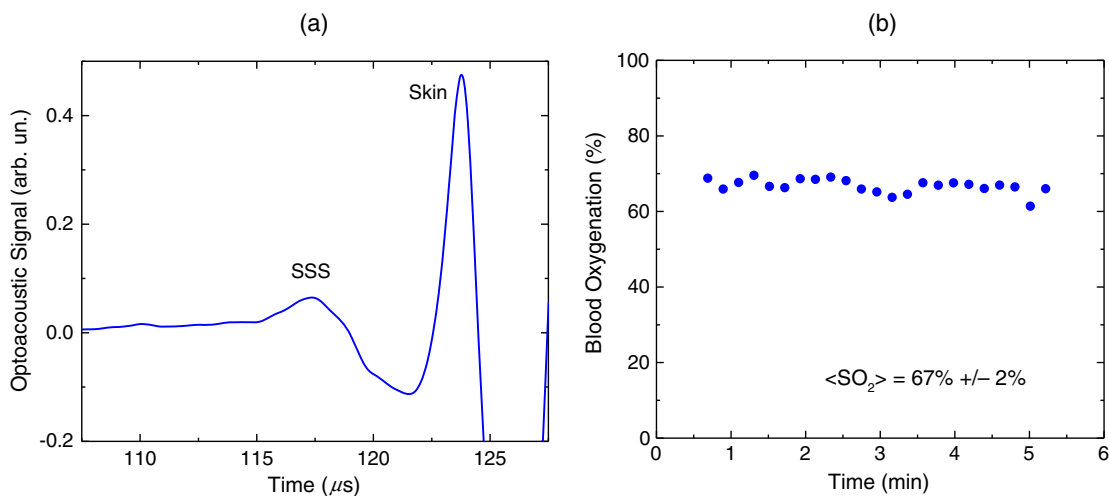 (a)
Optoacoustic Signal (arb. un.)
0.4
0.2
0.0
-0.2
Skin
SSS
110
115
120
125
Time (μs)
(b)
Blood Oxygenation (%)
100
80
60
40
20
0
<SO₂> = 67% +/– 2%
0
1
2
3
4
5
6
Time (min)